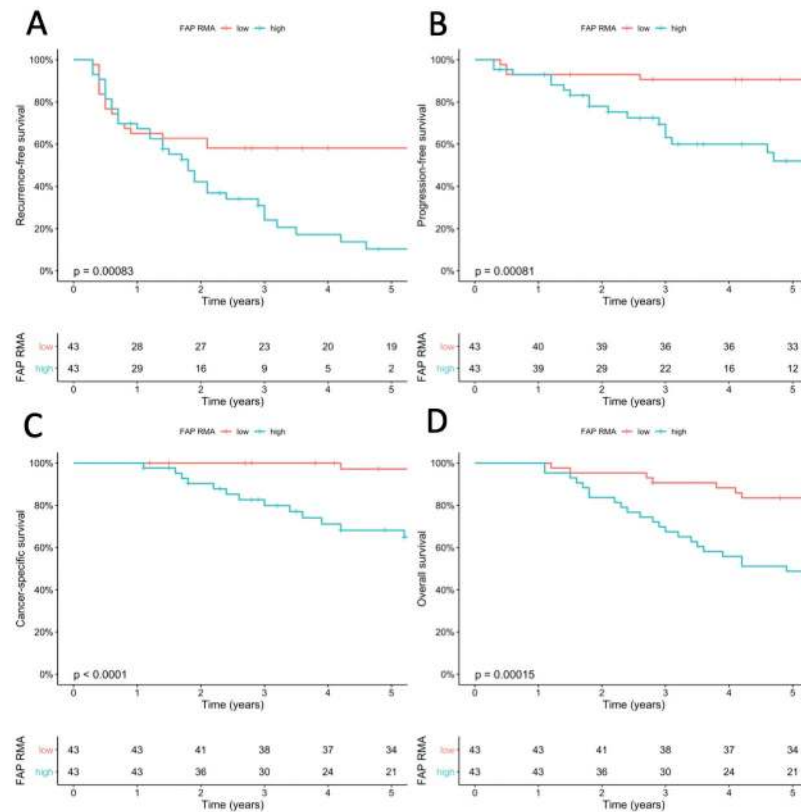 A
FAP RMA low high
Recurrence-free survival
100%
80%
60%
40%
20%
0%
p = 0.00083
0 1 2 3 4 5
Time (years)
FAP RMA
low 43 28 27 23 20 19
high 43 29 16 9 5 2
0 1 2 3 4 5
Time (years)
B
FAP RMA low high
Progression-free survival
100%
80%
60%
40%
20%
0%
p = 0.00081
0 1 2 3 4 5
Time (years)
FAP RMA
low 43 40 39 36 36 33
high 43 39 29 22 16 12
0 1 2 3 4 5
Time (years)
C
FAP RMA low high
Cancer-specific survival
100%
80%
60%
40%
20%
0%
p < 0.0001
0 1 2 3 4 5
Time (years)
FAP RMA
low 43 43 41 38 37 34
high 43 43 36 30 24 21
0 1 2 3 4 5
Time (years)
D
FAP RMA low high
Overall survival
100%
80%
60%
40%
20%
0%
p = 0.00015
0 1 2 3 4 5
Time (years)
FAP RMA
low 43 43 41 38 37 34
high 43 43 36 30 24 21
0 1 2 3 4 5
Time (years)